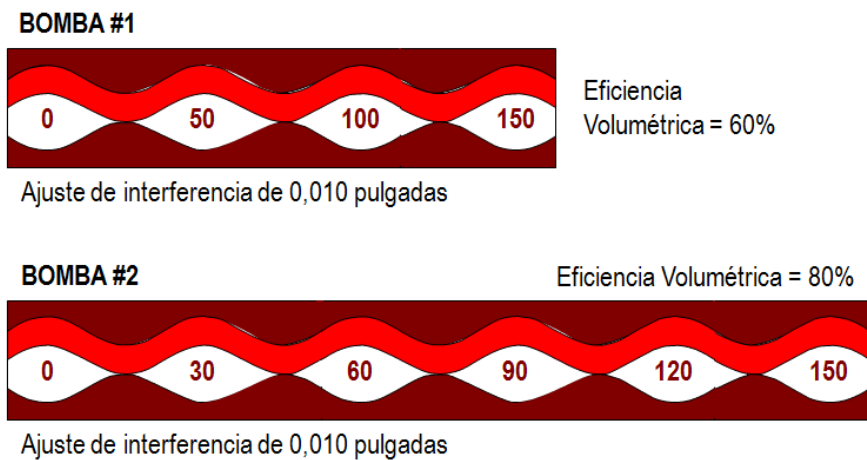 BOMBA #1
0 50 100 150
Eficiencia
Volumétrica = 60%
Ajuste de interferencia de 0,010 pulgadas
BOMBA #2
Eficiencia Volumétrica = 80%
0 30 60 90 120 150
Ajuste de interferencia de 0,010 pulgadas